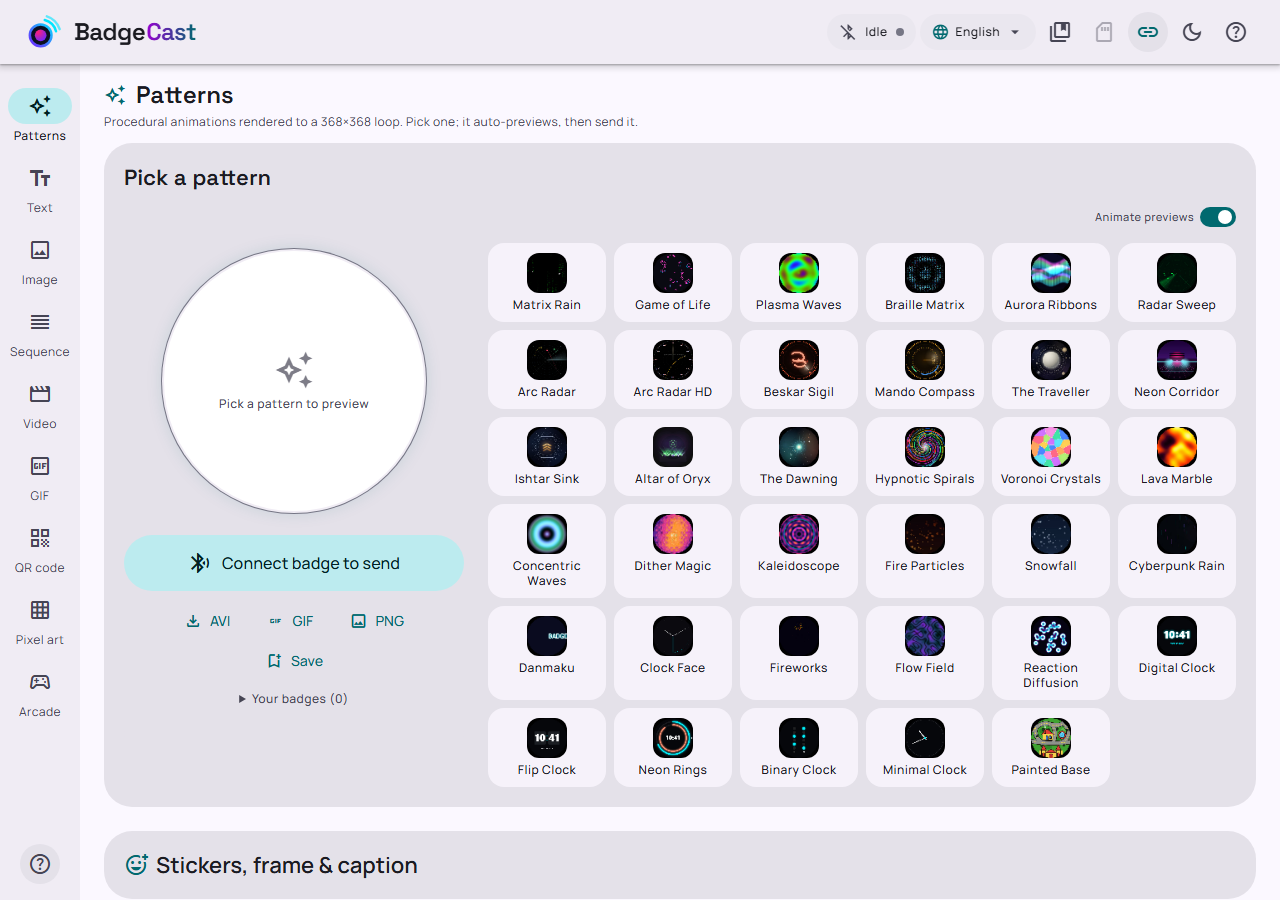 BadgeCast
Idle
English
Patterns
Text
Image
Sequence
Video
GIF
GIF
QR code
Pixel art
Arcade
Patterns
Procedural animations rendered to a 368×368 loop. Pick one; it auto-previews, then send it.
Pick a pattern
Animate previews
Pick a pattern to preview
Connect badge to send
AVI
GIF
GIF
PNG
Save
Your badges (0)
Matrix Rain
Game of Life
Plasma Waves
Braille Matrix
Aurora Ribbons
Radar Sweep
Arc Radar
Arc Radar HD
Beskar Sigil
Mando Compass
The Traveller
Neon Corridor
Ishtar Sink
Altar of Oryx
The Dawning
Hypnotic Spirals
Voronoi Crystals
Lava Marble
Concentric
Waves
Dither Magic
Kaleidoscope
Fire Particles
Snowfall
Cyberpunk Rain
BADGE
Danmaku
Clock Face
Fireworks
Flow Field
Reaction
Diffusion
10:41
Digital Clock
10 41
Flip Clock
10:41
Neon Rings
Binary Clock
Minimal Clock
Painted Base
Stickers, frame & caption